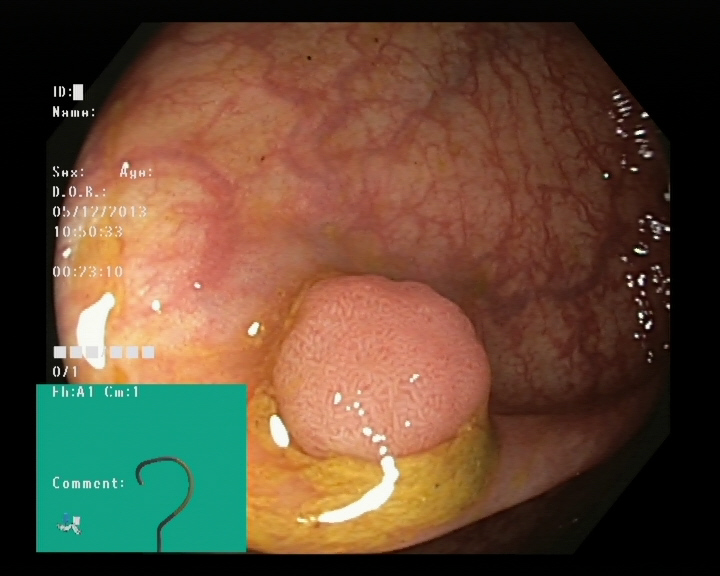 ID:
Name:
Sex: Age:
D.O.B.:
05/12/2013
10:50:33
00:23:10
0/1
Eh:A1 Cm:1
Comment: